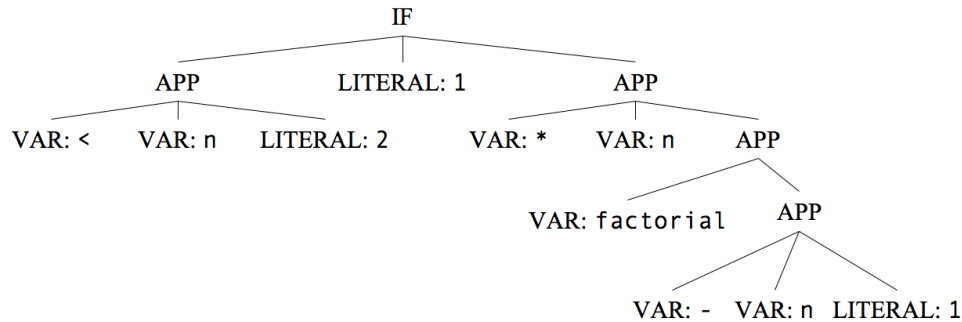 IF
APP LITERAL: 1 APP
VAR: < VAR: n LITERAL: 2 VAR: * VAR: n APP
VAR: factorial APP
VAR: - VAR: n LITERAL: 1